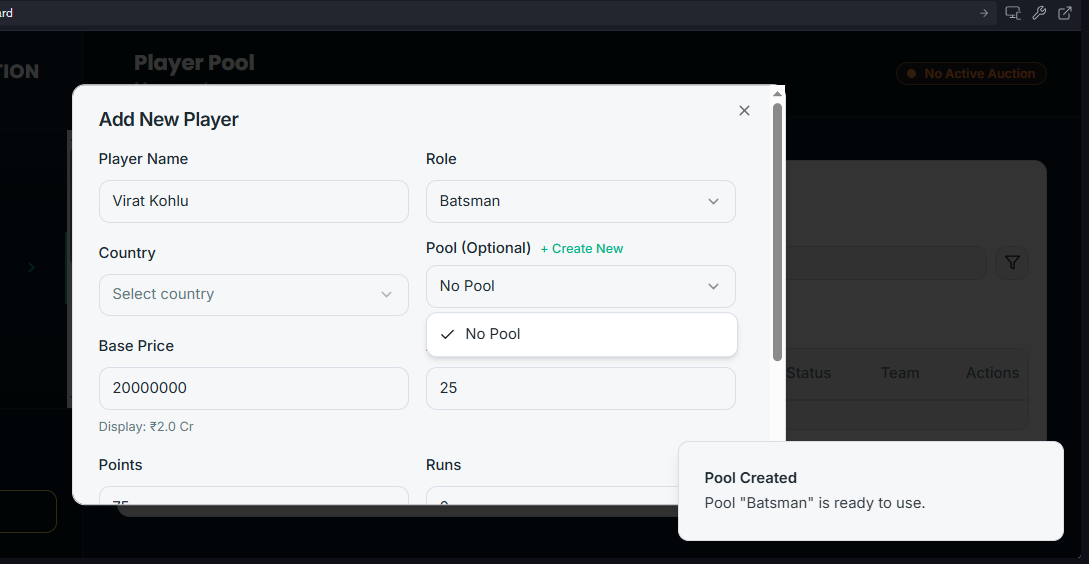 ard
TION
Player Pool
No Active Auction
Add New Player
Player Name
Role
Virat Kohlu
Batsman
Country
Pool (Optional) + Create New
Select country
No Pool
No Pool
Base Price
20000000
25
Display: ₹2.0 Cr
Status Team Actions
Points
Runs
75
0
Pool Created
Pool "Batsman" is ready to use.